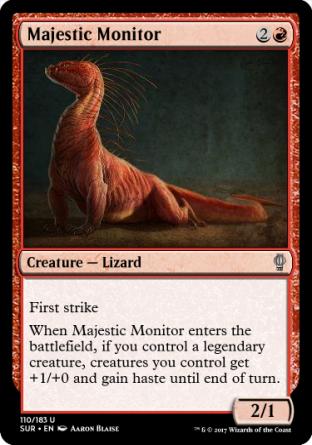 Majestic Monitor 2
Creature — Lizard
First strike
When Majestic Monitor enters the
battlefield, if you control a legendary
creature, creatures you control get
+1/+0 and gain haste until end of turn.
2/1
110/183 U
SUR • EN Aaron Blaise
™ & © 2017 Wizards of the Coast